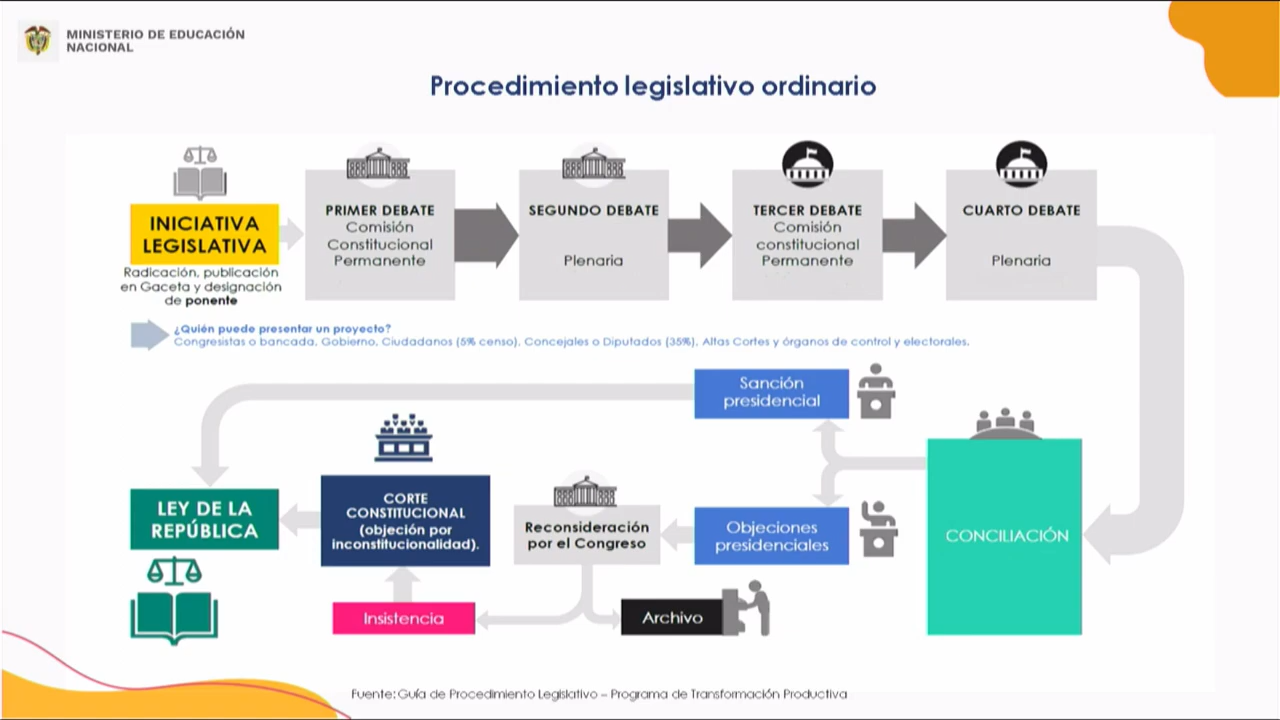 MINISTERIO DE EDUCACIÓN
NACIONAL
Procedimiento legislativo ordinario
INICIATIVA
LEGISLATIVA
Radicación, publicación
en Gaceta y designación
de ponente
PRIMER DEBATE
Comisión
Constitucional
Permanente
SEGUNDO DEBATE
Plenaria
TERCER DEBATE
Comisión
constitucional
Permanente
CUARTO DEBATE
Plenaria
¿Quién puede presentar un proyecto?
Congresistas o bancada, Gobierno, Ciudadanos (5% censo), Concejales o Diputados (35%), Altas Cortes y órganos de control y electorales.
Sanción
presidencial
LEY DE LA
REPÚBLICA
CORTE
CONSTITUCIONAL
(objeción por
inconstitucionalidad).
Reconsideración
por el Congreso
Objeciones
presidenciales
CONCILIACIÓN
Insistencia
Archivo
Fuente: Guía de Procedimiento Legislativo – Programa de Transformación Productiva